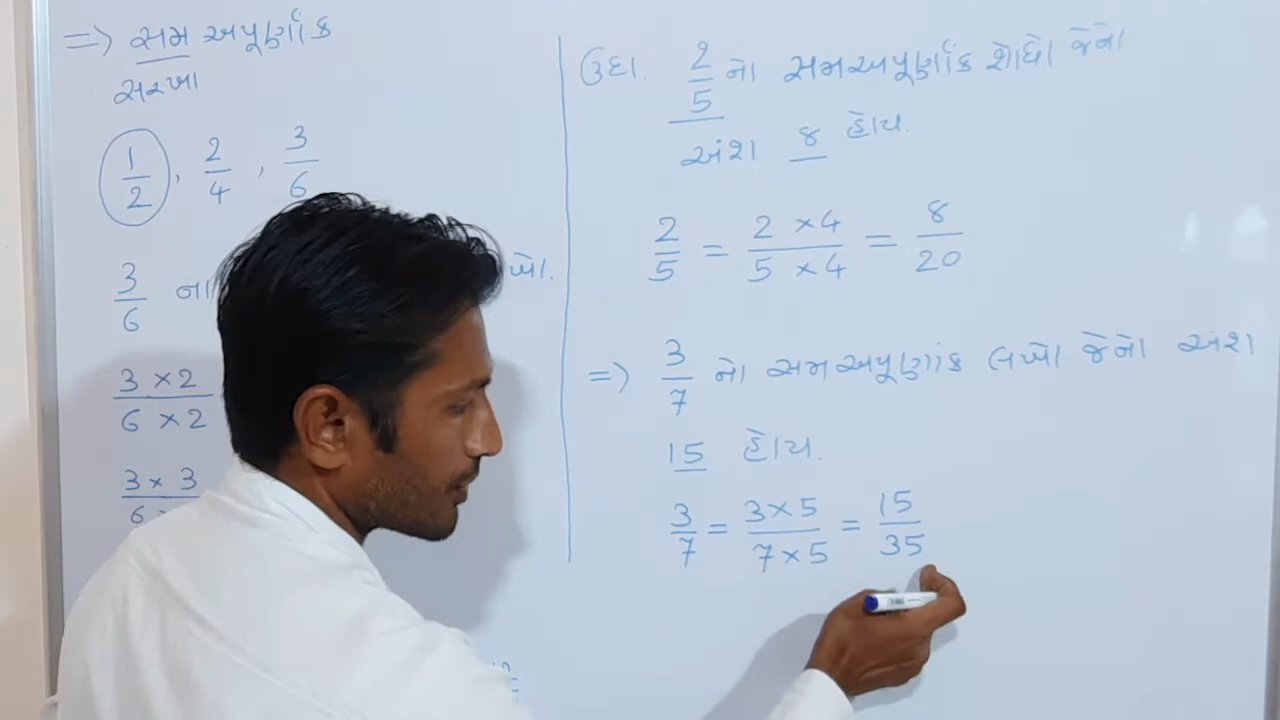 => સમ અપૂર્ણાંક
સરખા
1/2, 2/4, 3/6
3/6 ના
3 × 2 / 6 × 2
3 × 3 / 6
ઉદા. 2/5 નો સમઅપૂર્ણાંક શોધો જેનો
અંશ 8 હોય.
2/5 = 2 × 4 / 5 × 4 = 8/20
=> 3/7 નો સમઅપૂર્ણાંક લખો જેનો અંશ
15 હોય.
3/7 = 3 × 5 / 7 × 5 = 15/35